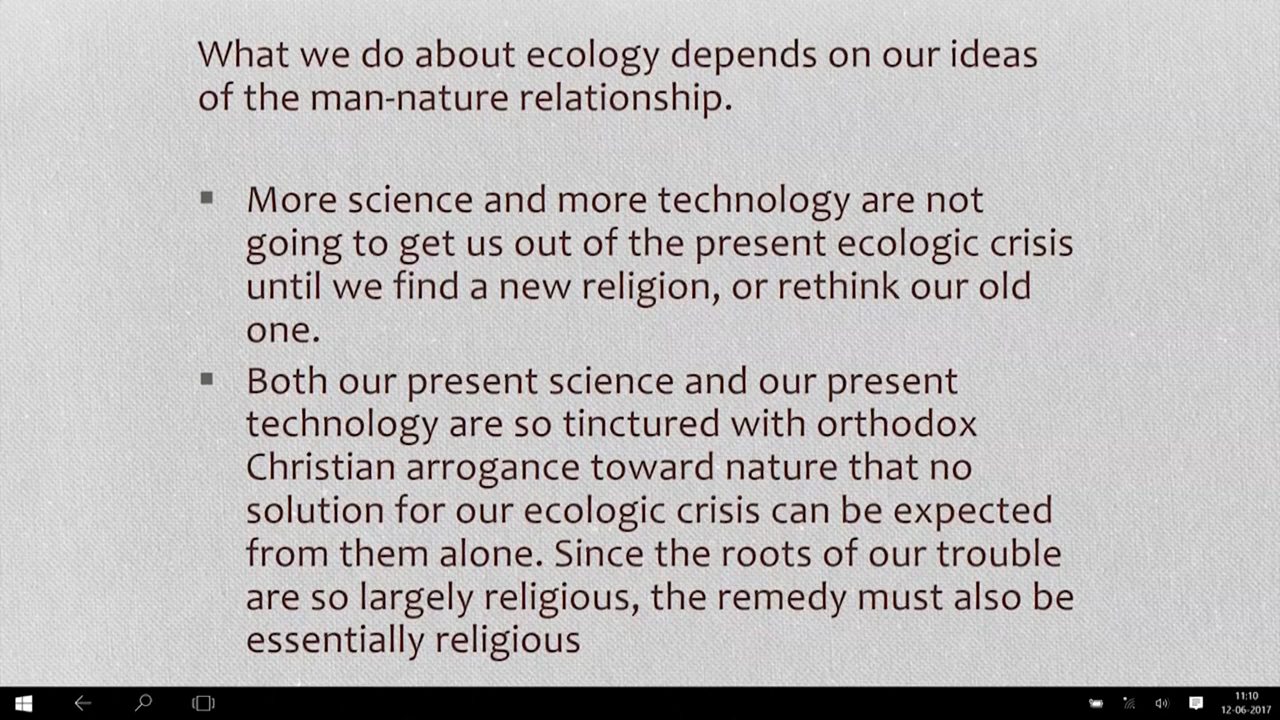 What we do about ecology depends on our ideas
of the man-nature relationship.
▪ More science and more technology are not
going to get us out of the present ecologic crisis
until we find a new religion, or rethink our old
one.
▪ Both our present science and our present
technology are so tinctured with orthodox
Christian arrogance toward nature that no
solution for our ecologic crisis can be expected
from them alone. Since the roots of our trouble
are so largely religious, the remedy must also be
essentially religious
11:10
12-06-2017